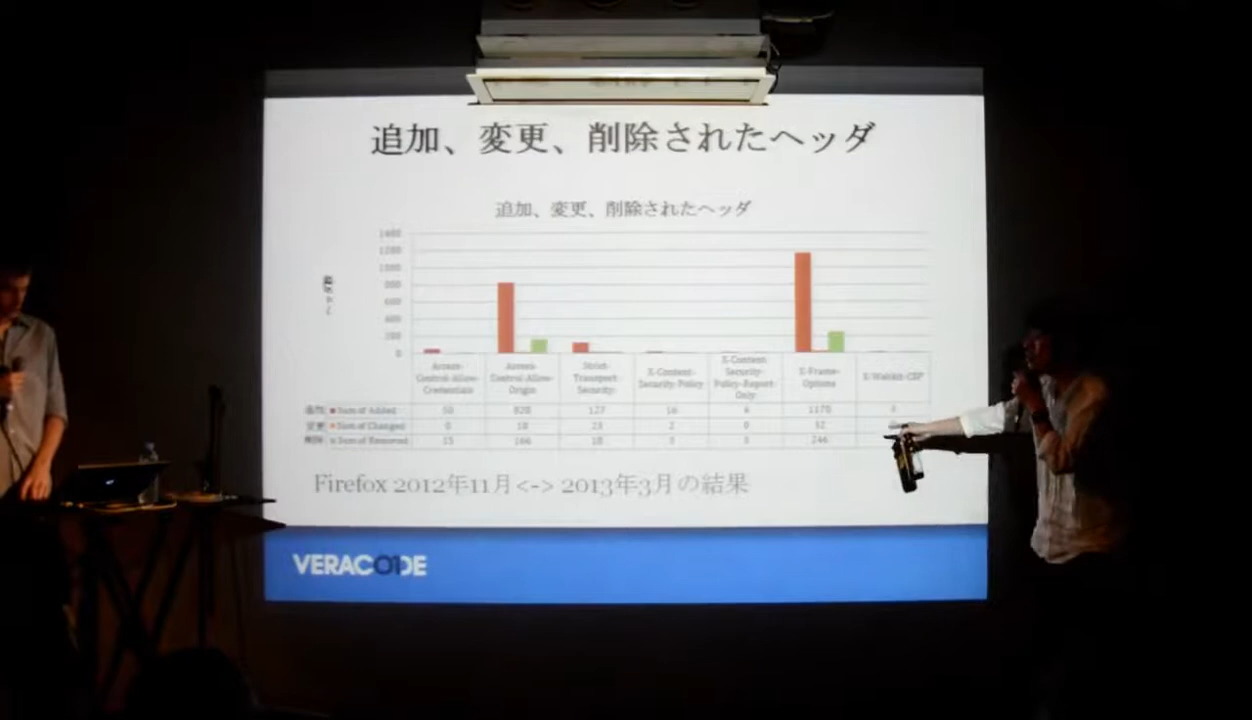 追加、変更、削除されたヘッダ
追加、変更、削除されたヘッダ
1400
1200
1000
800
600
400
200
0
Access-Control-Allow-Credentials
Access-Control-Allow-Origin
Strict-Transport-Security
X-Content-Security-Policy
X-Content-Security-Policy-Report-Only
X-Frame-Options
X-Webkit-CSP
追加 Sum of Added 50 828 127 16 1170
変更 Sum of Changed 0 10 23 2 0 32
削除 Sum of Removed 15 166 10 3 3 246
Firefox 2012年11月<-> 2013年3月の結果
VERACODE